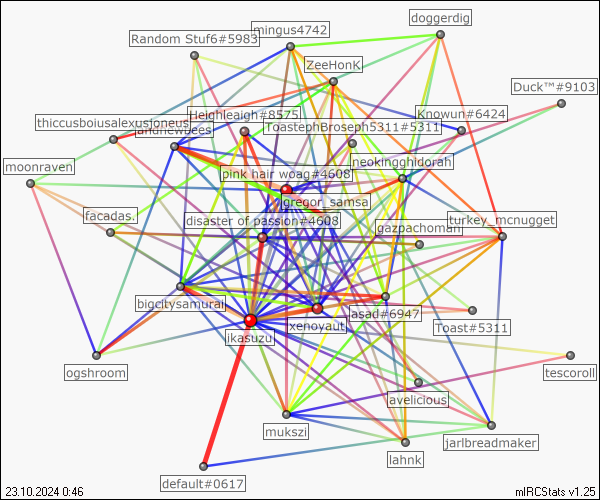 doggerdig
mingus4742
Random Stuf6#5983
ZeeHonK
Duck™#9103
Knowun#6424
Heighleigh#8575
thiccusboiusalexusjoneus
ToastephBroseph5311#5311
andnewbees
neokingghidorah
moonraven
pink hair woag#4608
gregor_samsa
facadas.
disaster of passion#4608
turkey_mcnugget
gazpachoman
bigcitysamurai
asad#6947
xenoyaut
Toast#5311
ikasuzu
ogshroom
tescoroll
avelicious
mukszi
jarlbreadmaker
lahnk
default#0617
23.10.2024 0:46
mIRCStats v1.25